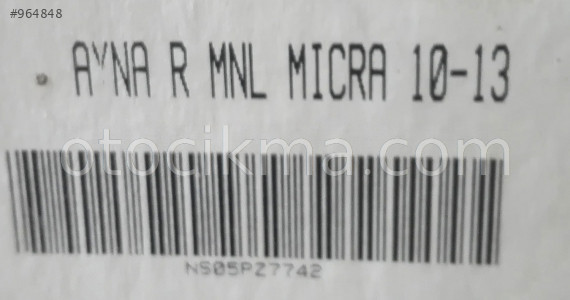 #964848
AYNA R MNL MICRA 10-13
otocikma.com
NS05PZ7742